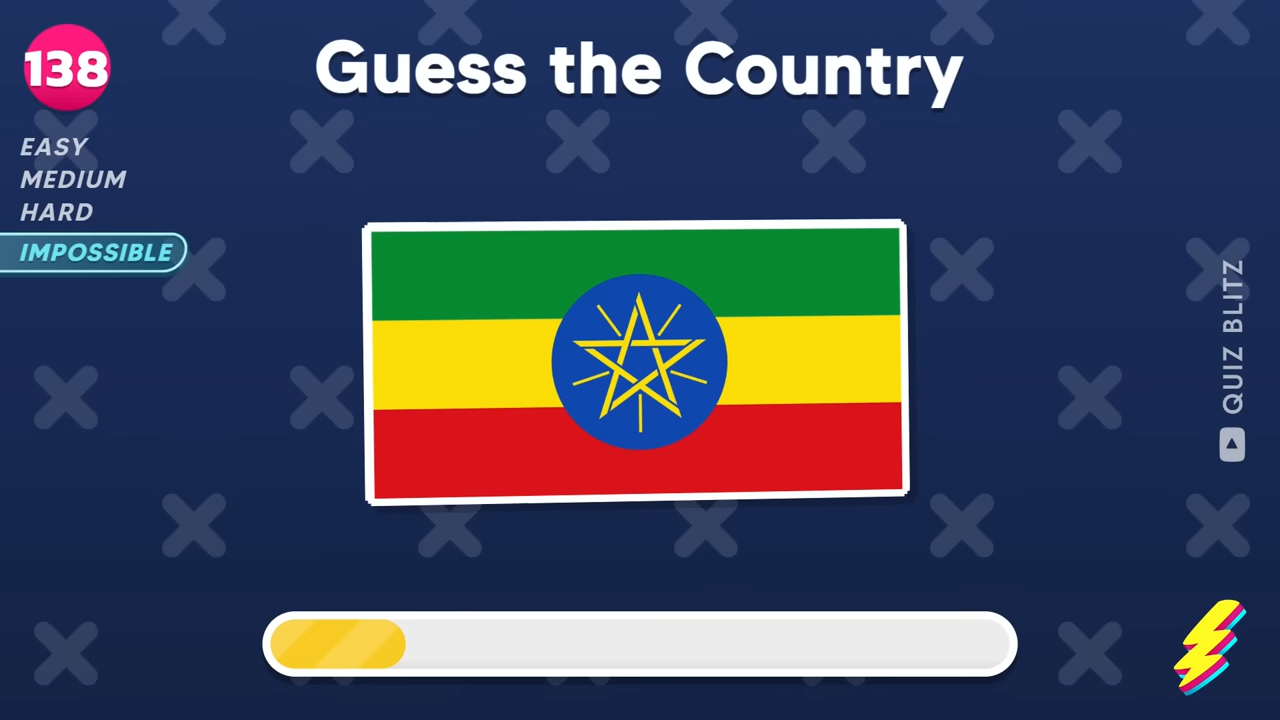 138
Guess the Country
EASY
MEDIUM
HARD
IMPOSSIBLE
QUIZ BLITZ